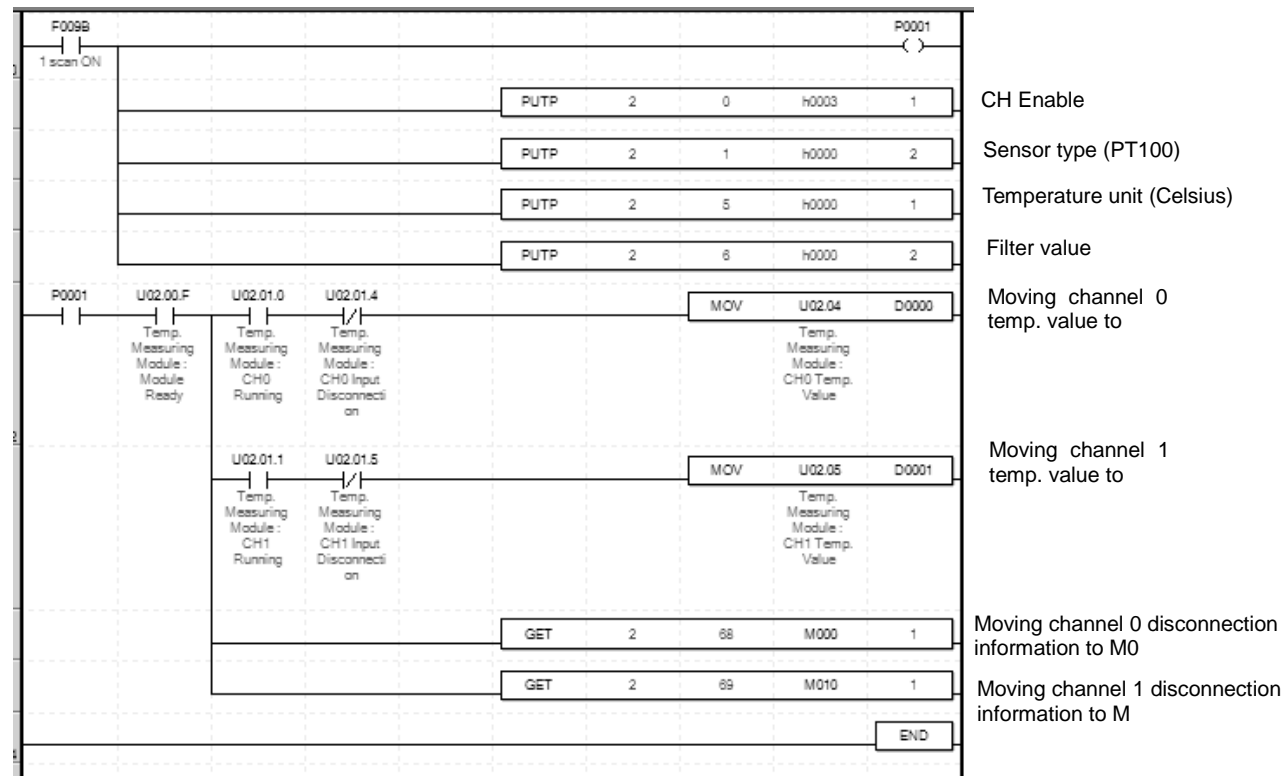 F009B
P0001
1 scan ON
PUTP 2 0 h0003 1
CH Enable
PUTP 2 1 h0000 2
Sensor type (PT100)
PUTP 2 5 h0000 1
Temperature unit (Celsius)
PUTP 2 6 h0000 2
Filter value
P0001 U02.00.F U02.01.0 U02.01.4
MOV U02.04 D0000
Moving channel 0
temp. value to
Temp.
Measuring
Module :
Module
Ready
Temp.
Measuring
Module :
CH0
Running
Temp.
Measuring
Module :
CH0 Input
Disconnecti
on
Temp.
Measuring
Module :
CH0 Temp.
Value
U02.01.1 U02.01.5
MOV U02.05 D0001
Moving channel 1
temp. value to
Temp.
Measuring
Module :
CH1
Running
Temp.
Measuring
Module :
CH1 Input
Disconnecti
on
Temp.
Measuring
Module :
CH1 Temp.
Value
GET 2 68 M000 1
Moving channel 0 disconnection
information to M0
GET 2 69 M010 1
Moving channel 1 disconnection
information to M
END